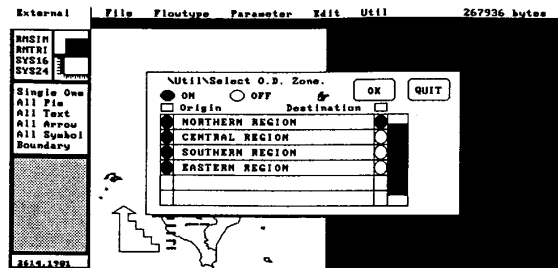 External File Flowtype Parameter Edit Util 267936 bytes
RMSIM
RMTRI
SYS16
SYS24
Single One
All Pie
All Text
All Arrow
All Symbol
Boundary
\Util\Select O.D. Zone.
ON OFF OK QUIT
Origin Destination
NORTHERN REGION
CENTRAL REGION
SOUTHERN REGION
EASTERN REGION
2614,1901